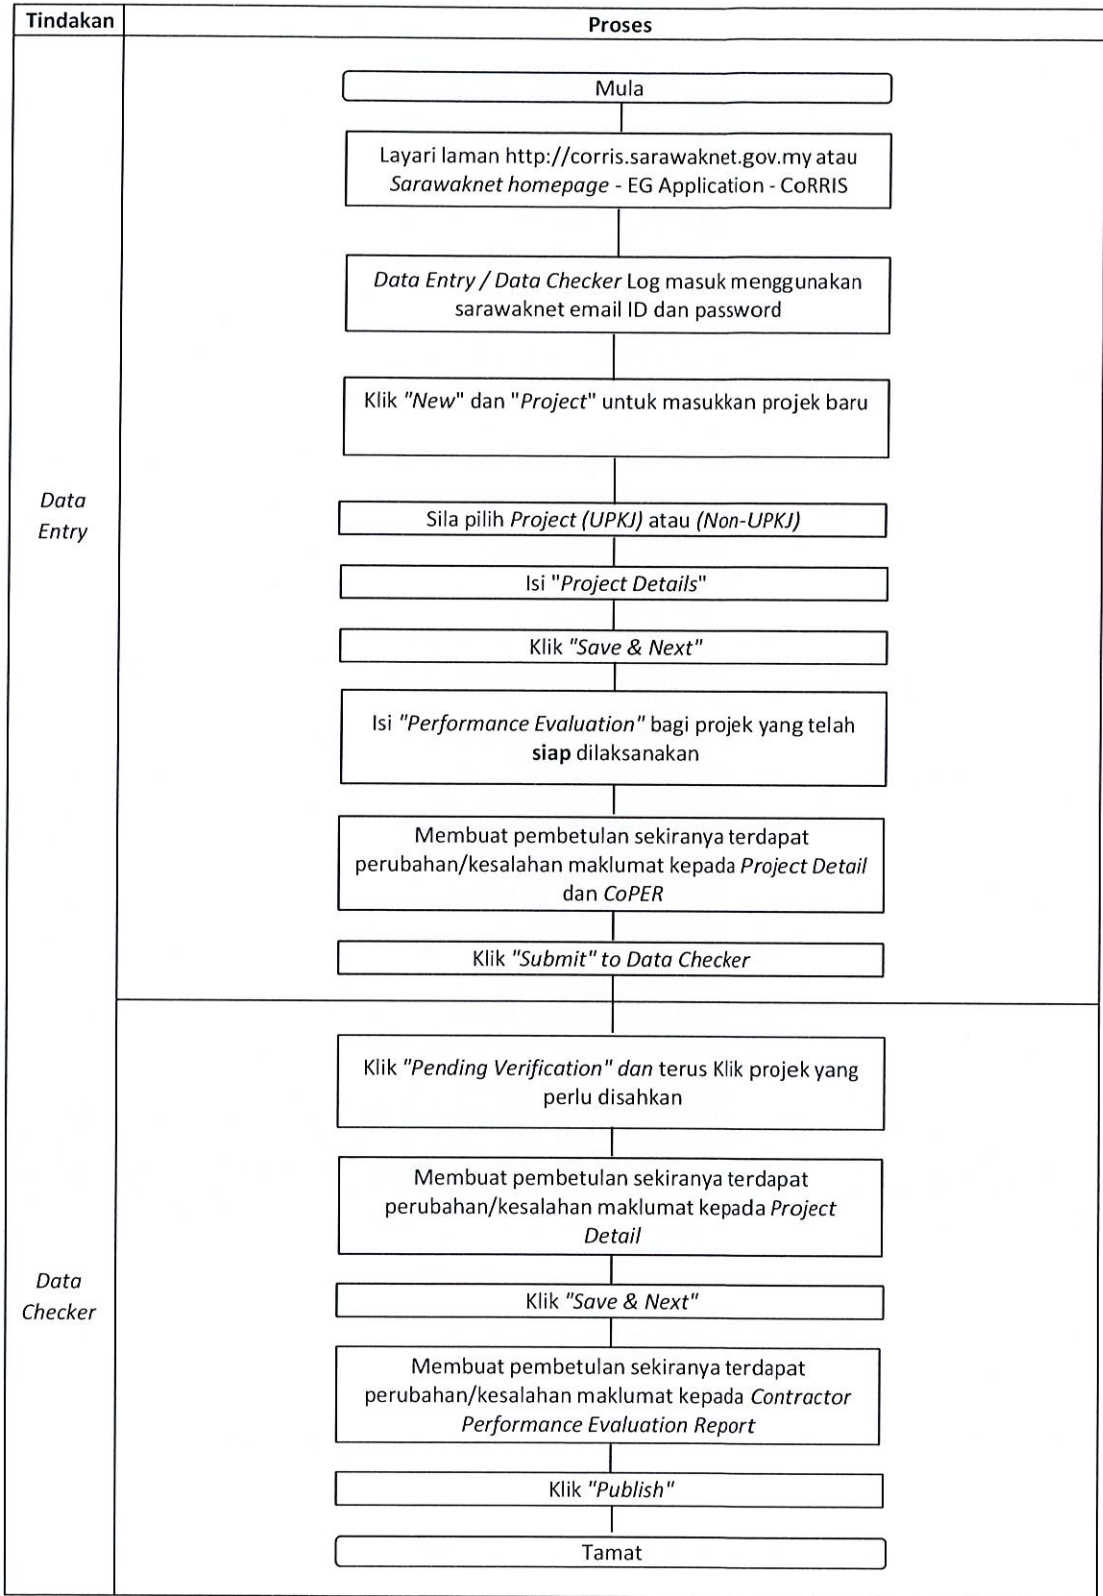 Tindakan
Proses
Mula
Layari laman http://corris.sarawaknet.gov.my atau
Sarawaknet homepage - EG Application - CoRRIS
Data Entry / Data Checker Log masuk menggunakan
sarawaknet email ID dan password
Klik "New" dan "Project" untuk masukkan projek baru
Data
Entry
Sila pilih Project (UPKJ) atau (Non-UPKJ)
Isi "Project Details"
Klik "Save & Next"
Isi "Performance Evaluation" bagi projek yang telah
siap dilaksanakan
Membuat pembetulan sekiranya terdapat
perubahan/kesalahan maklumat kepada Project Detail
dan CoPER
Klik "Submit" to Data Checker
Klik "Pending Verification" dan terus Klik projek yang
perlu disahkan
Membuat pembetulan sekiranya terdapat
perubahan/kesalahan maklumat kepada Project
Detail
Data
Checker
Klik "Save & Next"
Membuat pembetulan sekiranya terdapat
perubahan/kesalahan maklumat kepada Contractor
Performance Evaluation Report
Klik "Publish"
Tamat